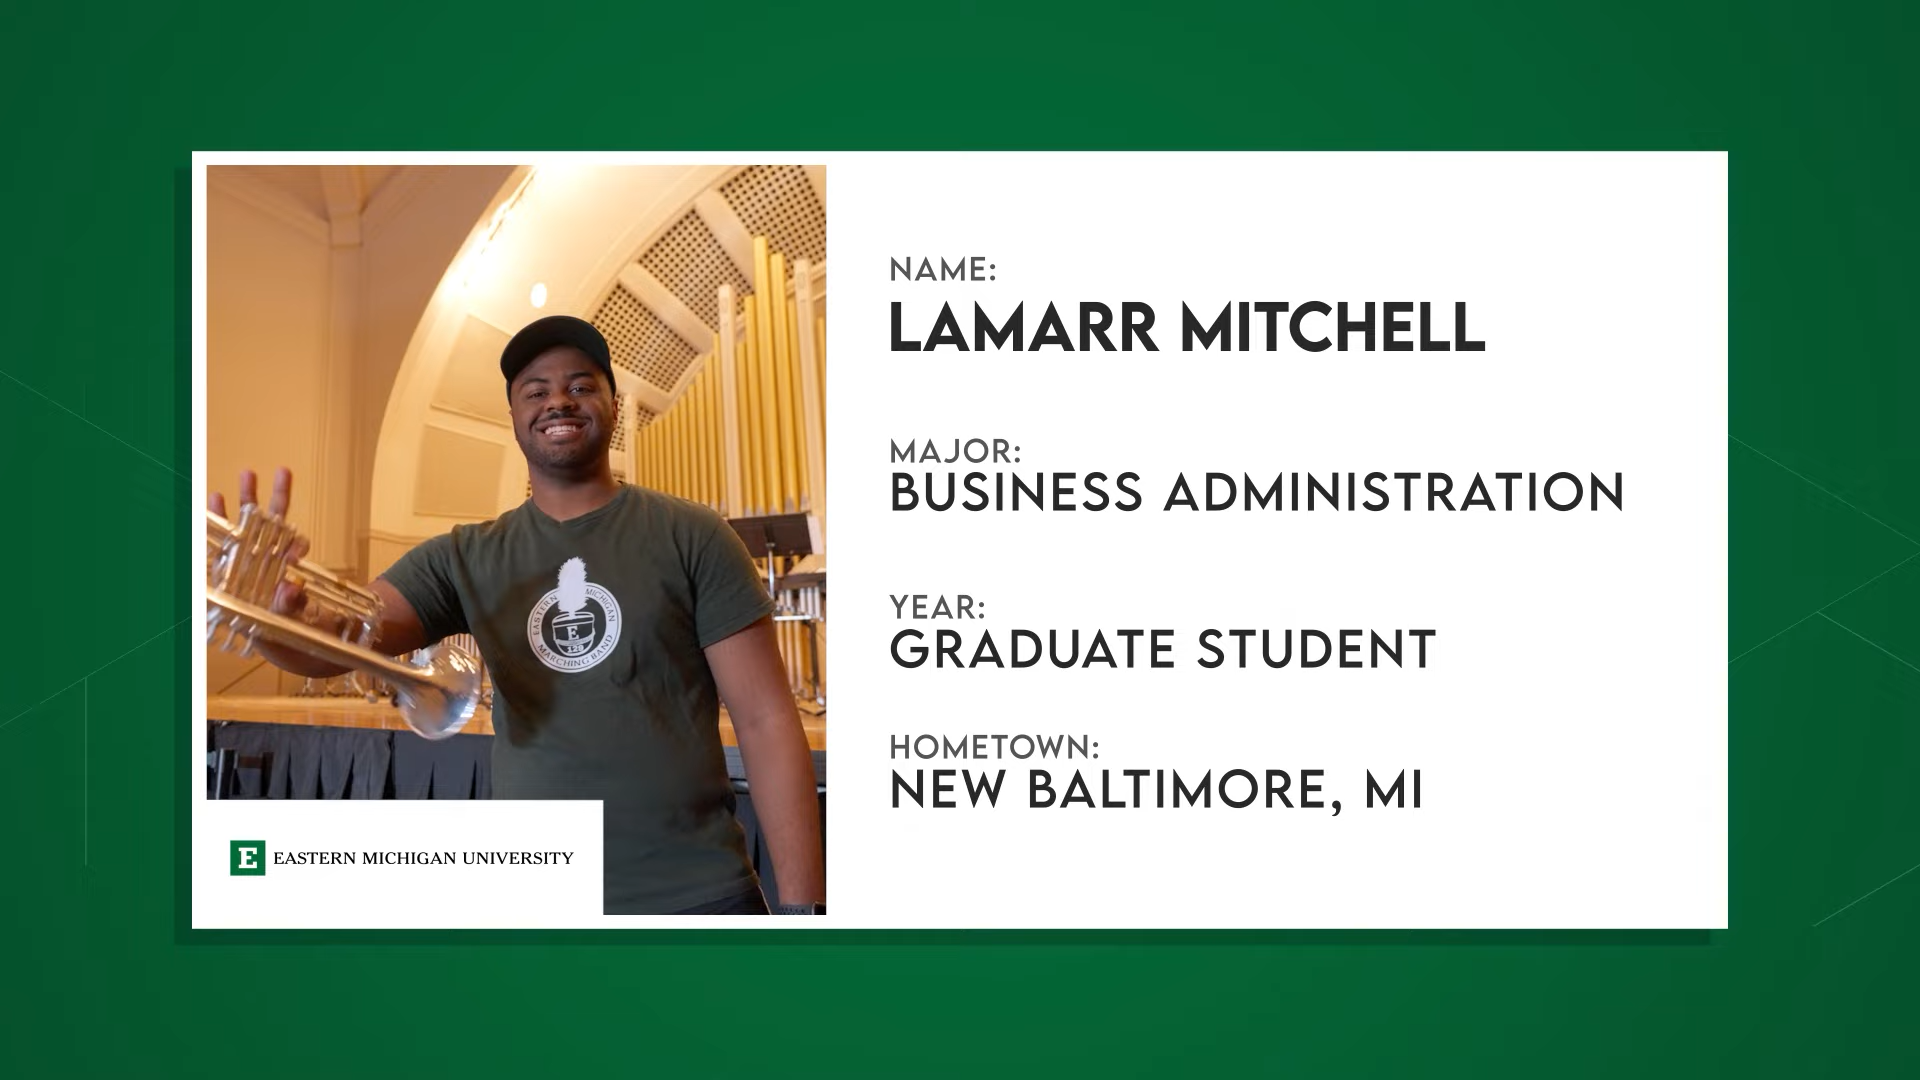 NAME:
LAMARR MITCHELL
MAJOR:
BUSINESS ADMINISTRATION
YEAR:
GRADUATE STUDENT
HOMETOWN:
NEW BALTIMORE, MI
EASTERN MICHIGAN
E
129
MARCHING BAND
E EASTERN MICHIGAN UNIVERSITY